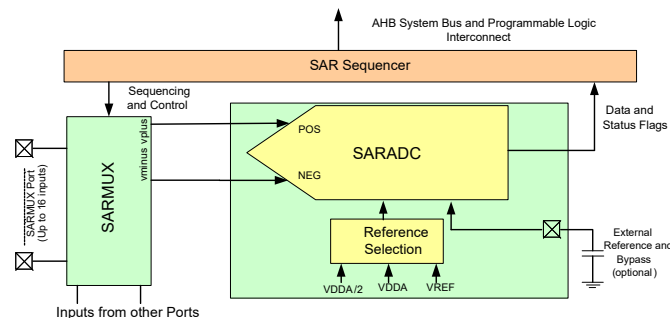 AHB System Bus and Programmable Logic
Interconnect
SAR Sequencer
Sequencing
and Control
Data and
Status Flags
vminus vplus
POS
NEG
SARADC
SARMUX
SARMUX Port
(Up to 16 inputs)
Reference
Selection
External
Reference and
Bypass
(optional)
VDDA/2
VDDA
VREF
Inputs from other Ports